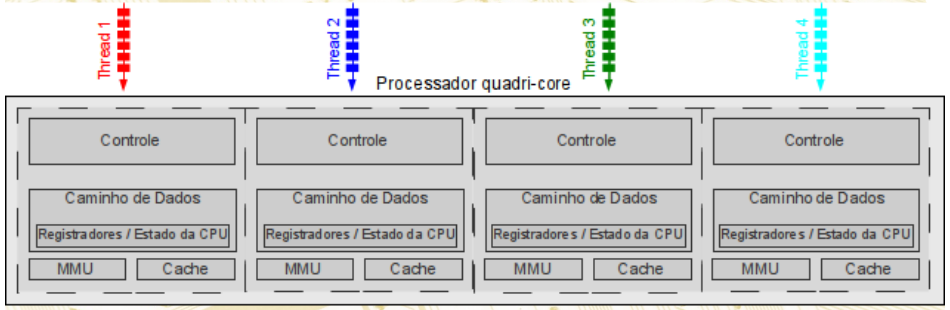 Thread 1
Thread 2
Thread 3
Thread 4
Processador quadri-core
Controle
Controle
Controle
Controle
Caminho de Dados
Caminho de Dados
Caminho de Dados
Caminho de Dados
Registradores / Estado da CPU
Registradores / Estado da CPU
Registradores / Estado da CPU
Registradores / Estado da CPU
MMU
Cache
MMU
Cache
MMU
Cache
MMU
Cache